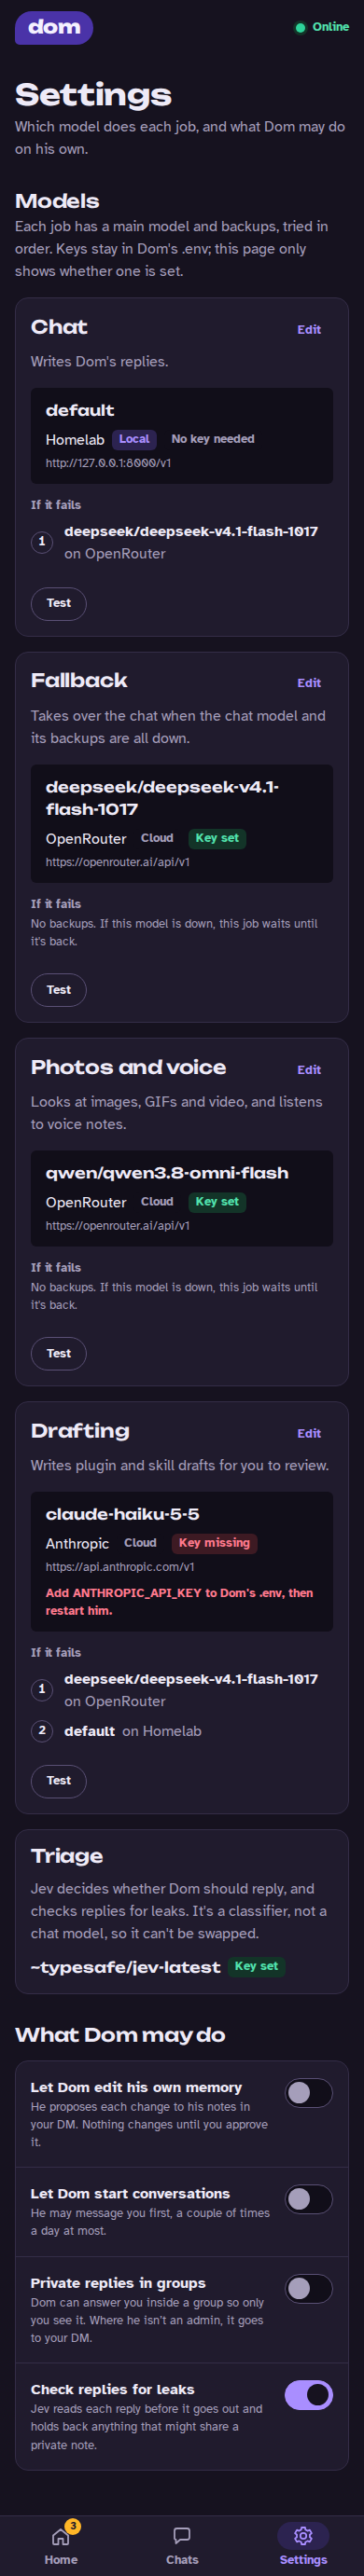 dom
Online
Settings
Which model does each job, and what Dom may do
on his own.
Models
Each job has a main model and backups, tried in
order. Keys stay in Dom's .env; this page only
shows whether one is set.
Chat
Edit
Writes Dom's replies.
default
Homelab Local No key needed
http://127.0.0.1:8000/v1
If it fails
1 deepseek/deepseek-v4.1-flash-1017
on OpenRouter
Test
Fallback
Edit
Takes over the chat when the chat model and
its backups are all down.
deepseek/deepseek-v4.1-
flash-1017
OpenRouter Cloud Key set
https://openrouter.ai/api/v1
If it fails
No backups. If this model is down, this job waits until
it's back.
Test
Photos and voice
Edit
Looks at images, GIFs and video, and listens
to voice notes.
qwen/qwen3.8-omni-flash
OpenRouter Cloud Key set
https://openrouter.ai/api/v1
If it fails
No backups. If this model is down, this job waits until
it's back.
Test
Drafting
Edit
Writes plugin and skill drafts for you to review.
claude-haiku-5-5
Anthropic Cloud Key missing
https://api.anthropic.com/v1
Add ANTHROPIC_API_KEY to Dom's .env, then
restart him.
If it fails
1 deepseek/deepseek-v4.1-flash-1017
on OpenRouter
2 default on Homelab
Test
Triage
Jev decides whether Dom should reply, and
checks replies for leaks. It's a classifier, not a
chat model, so it can't be swapped.
~typesafe/jev-latest Key set
What Dom may do
Let Dom edit his own memory
He proposes each change to his notes in
your DM. Nothing changes until you approve
it.
Let Dom start conversations
He may message you first, a couple of times
a day at most.
Private replies in groups
Dom can answer you inside a group so only
you see it. Where he isn't an admin, it goes
to your DM.
Check replies for leaks
Jev reads each reply before it goes out and
holds back anything that might share a
private note.
3
Home Chats Settings